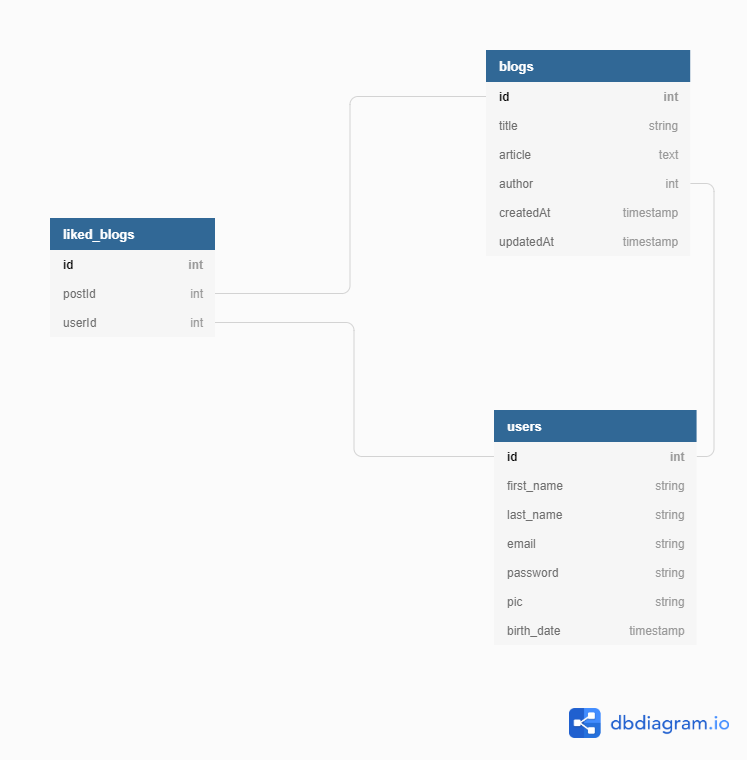 blogs
id int
title string
article text
author int
createdAt timestamp
updatedAt timestamp
liked_blogs
id int
postId int
userId int
users
id int
first_name string
last_name string
email string
password string
pic string
birth_date timestamp
dbdiagram.io